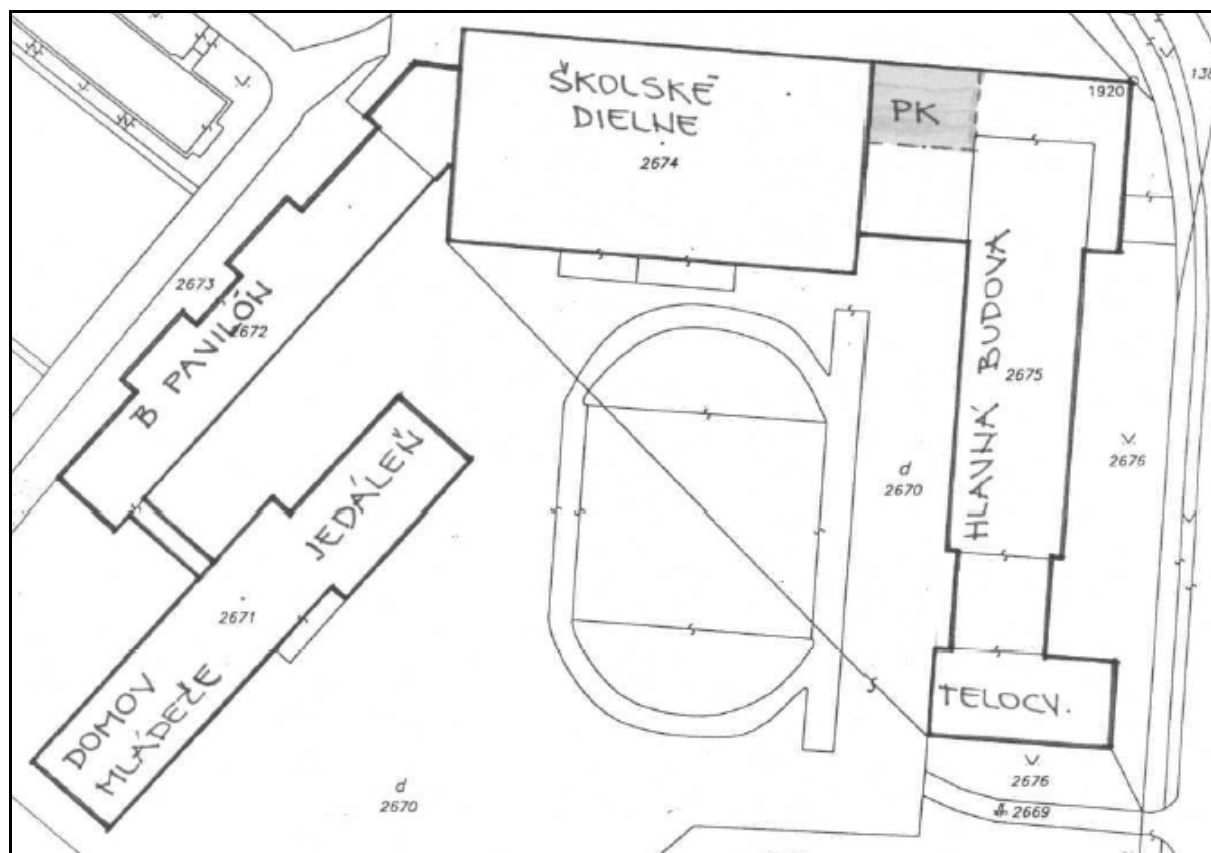 ŠKOLSKÉ
DIELNE
2674
PK
1920
138
2673
2672
B PAVILÓN
HLAVNÁ BUDOVA
2675
V.
2676
d
2670
JEDÁLEŇ
2671
DOMOV
MLÁDEŽE
TELOCV.
V.
2676
2669
d
2670